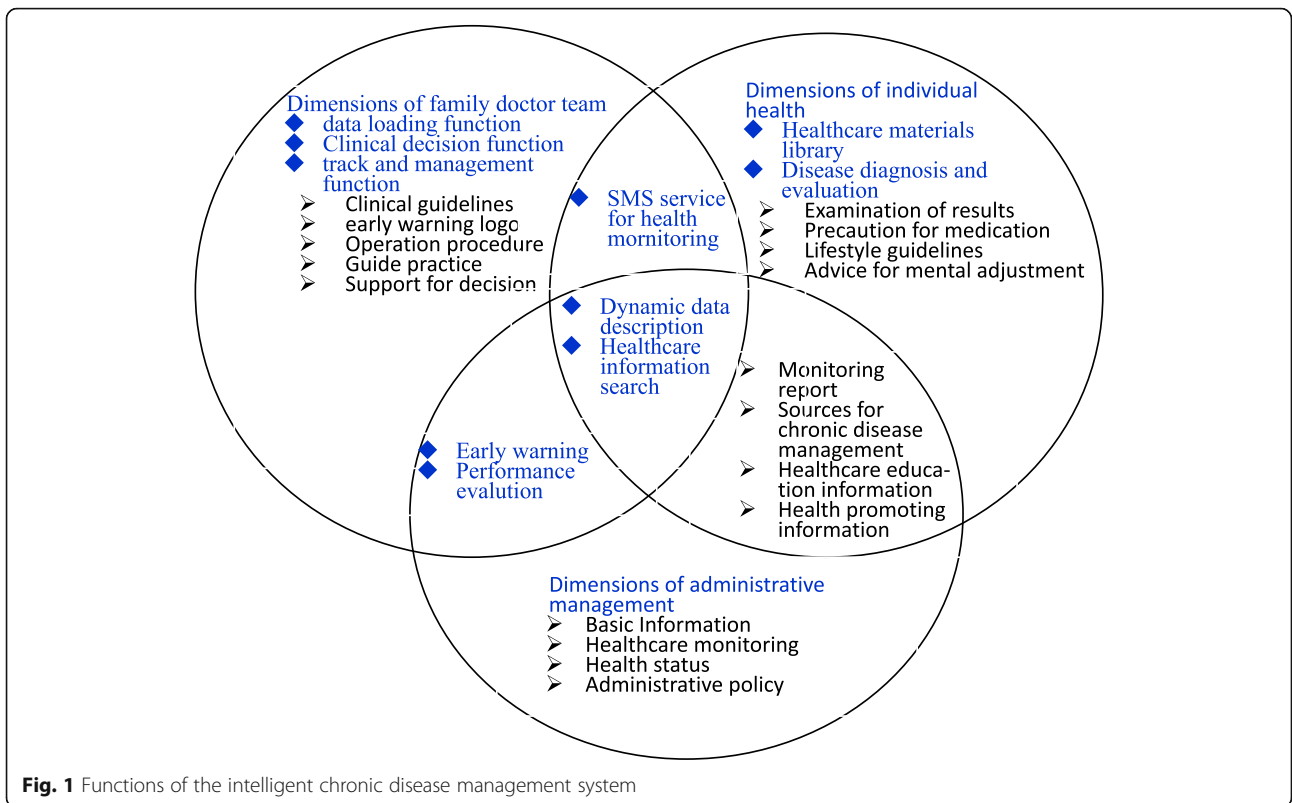 Dimensions of family doctor team
data loading function
Clinical decision function
track and management
function
Clinical guidelines
early warning logo
Operation procedure
Guide practice
Support for decision
Dimensions of individual
health
Healthcare materials
library
Disease diagnosis and
evaluation
Examination of results
Precaution for medication
Lifestyle guidelines
Advice for mental adjustment
SMS service
for health
mornitoring
Dynamic data
description
Healthcare
information
search
Monitoring
report
Sources for
chronic disease
management
Healthcare educa-
tion information
Health promoting
information
Early warning
Performance
evalution
Dimensions of administrative
management
Basic Information
Healthcare monitoring
Health status
Administrative policy
Fig. 1 Functions of the intelligent chronic disease management system